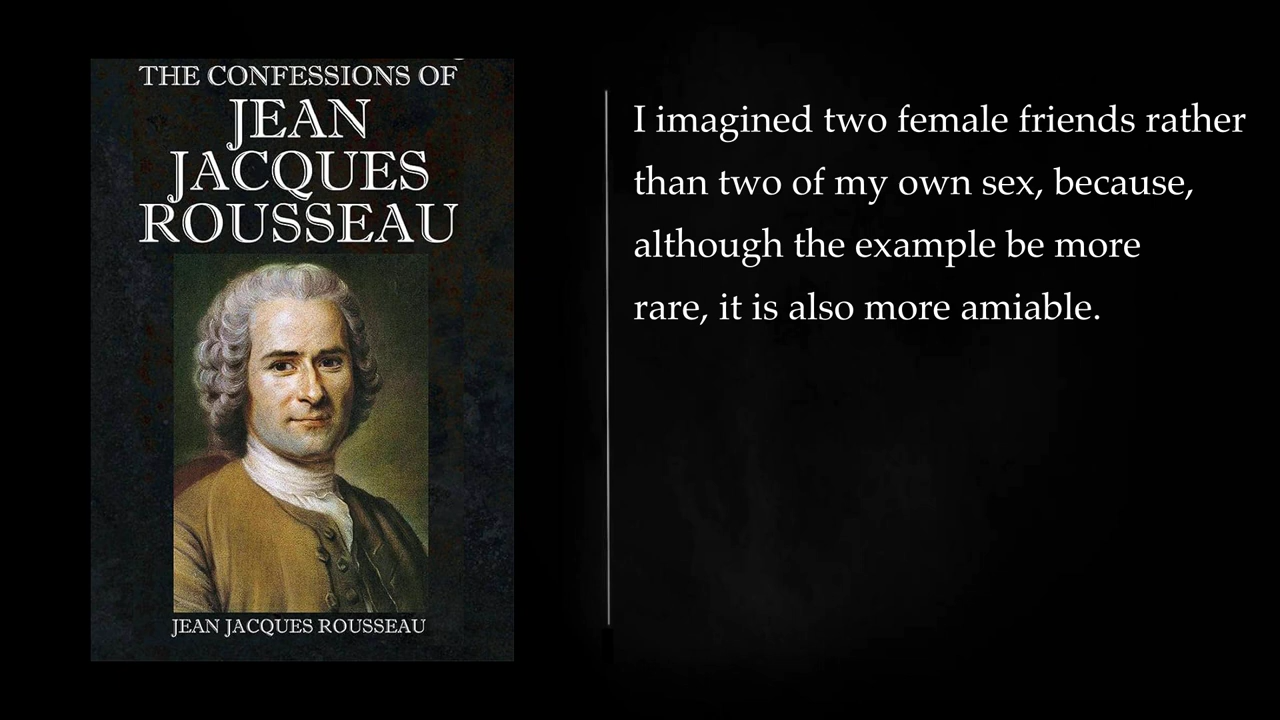 THE CONFESSIONS OF
JEAN
JACQUES
ROUSSEAU
JEAN JACQUES ROUSSEAU
I imagined two female friends rather
than two of my own sex, because,
although the example be more
rare, it is also more amiable.